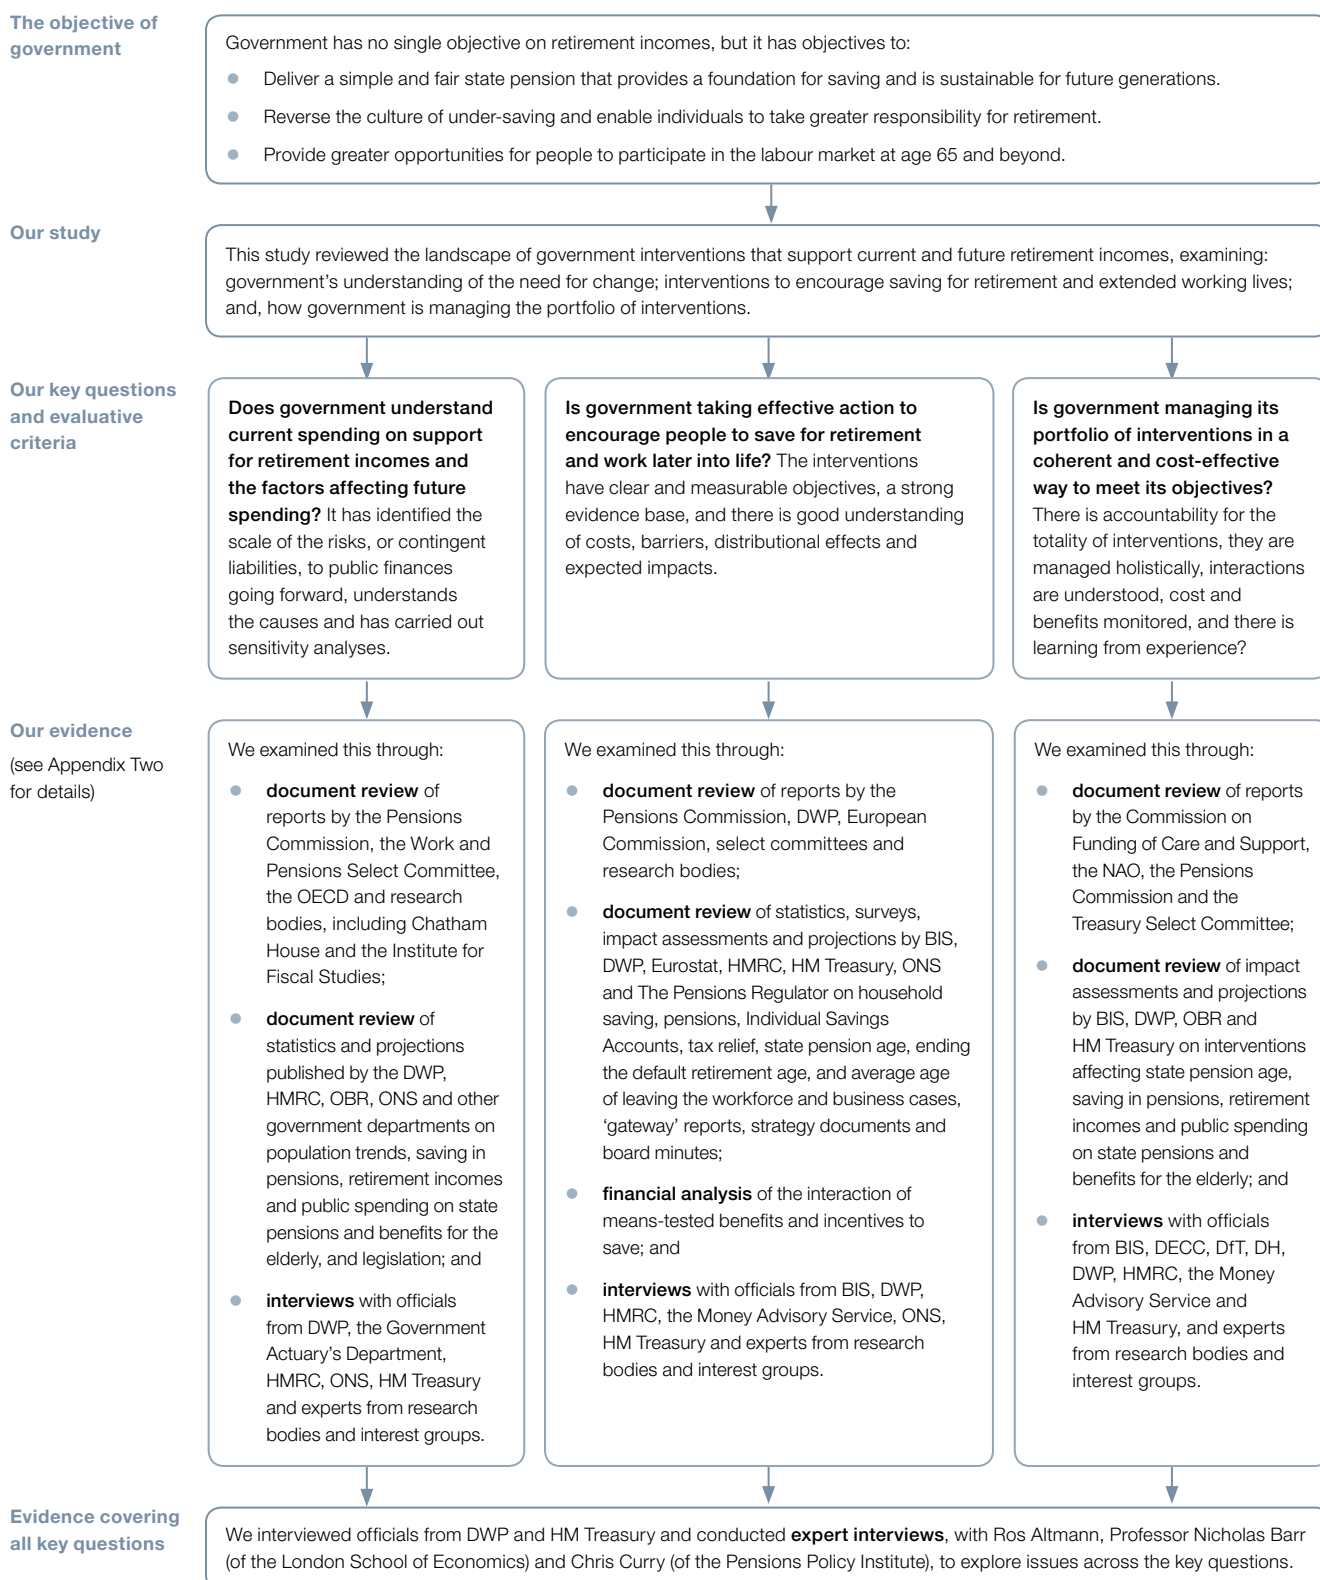 The objective of
government
Government has no single objective on retirement incomes, but it has objectives to:
● Deliver a simple and fair state pension that provides a foundation for saving and is sustainable for future generations.
● Reverse the culture of under-saving and enable individuals to take greater responsibility for retirement.
● Provide greater opportunities for people to participate in the labour market at age 65 and beyond.
Our study
This study reviewed the landscape of government interventions that support current and future retirement incomes, examining:
government's understanding of the need for change; interventions to encourage saving for retirement and extended working lives;
and, how government is managing the portfolio of interventions.
Our key questions
and evaluative
criteria
Does government understand
current spending on support
for retirement incomes and
the factors affecting future
spending? It has identified the
scale of the risks, or contingent
liabilities, to public finances
going forward, understands
the causes and has carried out
sensitivity analyses.
Is government taking effective action to
encourage people to save for retirement
and work later into life? The interventions
have clear and measurable objectives, a strong
evidence base, and there is good understanding
of costs, barriers, distributional effects and
expected impacts.
Is government managing its
portfolio of interventions in a
coherent and cost-effective
way to meet its objectives?
There is accountability for the
totality of interventions, they are
managed holistically, interactions
are understood, cost and
benefits monitored, and there is
learning from experience?
Our evidence
(see Appendix Two
for details)
We examined this through:
● document review of
reports by the Pensions
Commission, the Work and
Pensions Select Committee,
the OECD and research
bodies, including Chatham
House and the Institute for
Fiscal Studies;
● document review of
statistics and projections
published by the DWP,
HMRC, OBR, ONS and other
government departments on
population trends, saving in
pensions, retirement incomes
and public spending on state
pensions and benefits for the
elderly, and legislation; and
● interviews with officials
from DWP, the Government
Actuary's Department,
HMRC, ONS, HM Treasury
and experts from research
bodies and interest groups.
We examined this through:
● document review of reports by the
Pensions Commission, DWP, European
Commission, select committees and
research bodies;
● document review of statistics, surveys,
impact assessments and projections by BIS,
DWP, Eurostat, HMRC, HM Treasury, ONS
and The Pensions Regulator on household
saving, pensions, Individual Savings
Accounts, tax relief, state pension age, ending
the default retirement age, and average age
of leaving the workforce and business cases,
'gateway' reports, strategy documents and
board minutes;
● financial analysis of the interaction of
means-tested benefits and incentives to
save; and
● interviews with officials from BIS, DWP,
HMRC, the Money Advisory Service, ONS,
HM Treasury and experts from research
bodies and interest groups.
We examined this through:
● document review of reports
by the Commission on
Funding of Care and Support,
the NAO, the Pensions
Commission and the
Treasury Select Committee;
● document review of impact
assessments and projections
by BIS, DWP, OBR and
HM Treasury on interventions
affecting state pension age,
saving in pensions, retirement
incomes and public spending
on state pensions and
benefits for the elderly; and
● interviews with officials
from BIS, DECC, DfT, DH,
DWP, HMRC, the Money
Advisory Service and
HM Treasury, and experts
from research bodies and
interest groups.
Evidence covering
all key questions
We interviewed officials from DWP and HM Treasury and conducted expert interviews, with Ros Altmann, Professor Nicholas Barr
(of the London School of Economics) and Chris Curry (of the Pensions Policy Institute), to explore issues across the key questions.